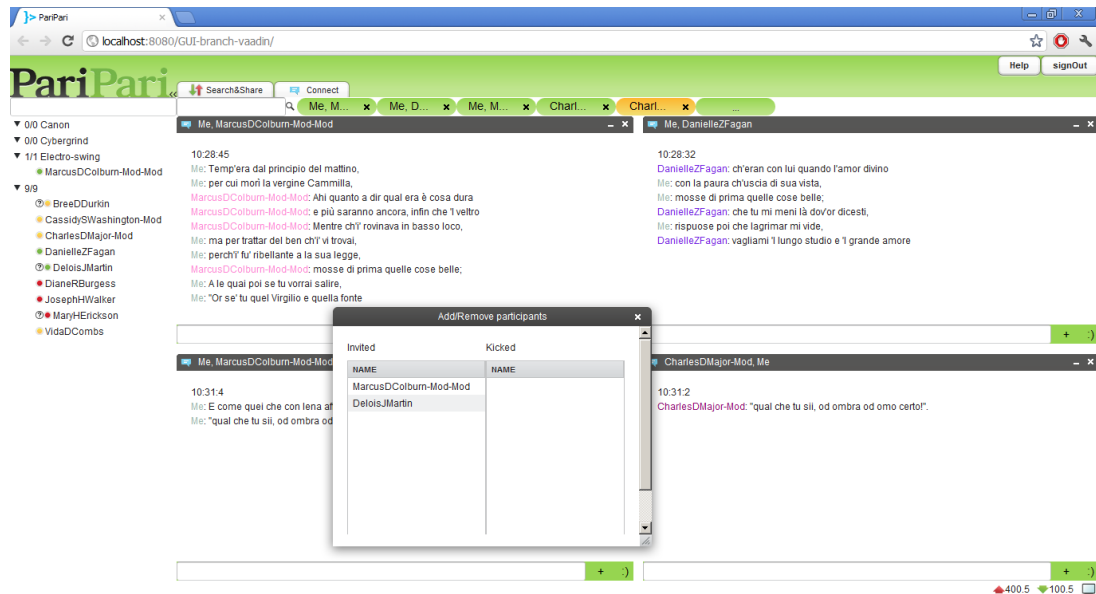 }> PariPari
localhost:8080/GUI-branch-vaadin/
Help signOut
PariPari «
Search&Share Connect
Me, M... × Me, D... × Me, M... × Charl... × Charl... × ...
▼ 0/0 Canon
▼ 0/0 Cybergrind
▼ 1/1 Electro-swing
MarcusDColburn-Mod-Mod
▼ 9/9
BreeDDurkin
CassidySWashington-Mod
CharlesDMajor-Mod
DanielleZFagan
DeloisJMartin
DianeRBurgess
JosephHWalker
MaryHErickson
VidaDCombs
Me, MarcusDColburn-Mod-Mod
10:28:45
Me: Temp'era dal principio del mattino,
Me: per cui morì la vergine Cammilla,
MarcusDColburn-Mod-Mod: Ahi quanto a dir qual era è cosa dura
MarcusDColburn-Mod-Mod: e più saranno ancora, infin che 'l veltro
MarcusDColburn-Mod-Mod: Mentre ch'i' rovinava in basso loco,
Me: ma per trattar del ben ch'i' vi trovai,
Me: perch'i' fu' ribellante a la sua legge,
MarcusDColburn-Mod-Mod: mosse di prima quelle cose belle;
Me: A le quai poi se tu vorrai salire,
Me: "Or se' tu quel Virgilio e quella fonte
Me, DanielleZFagan
10:28:32
DanielleZFagan: ch'eran con lui quando l'amor divino
Me: con la paura ch'uscia di sua vista,
Me: mosse di prima quelle cose belle;
DanielleZFagan: che tu mi meni là dov'or dicesti,
Me: rispuose poi che lagrimar mi vide,
DanielleZFagan: vagliami 'l lungo studio e 'l grande amore
+ :)
Me, MarcusDColburn-Mod-Mod
10:31:4
Me: E come quei che con lena af
Me: "qual che tu sii, od ombra od
+ :)
Add/Remove participants
Invited Kicked
NAME NAME
MarcusDColburn-Mod-Mod
DeloisJMartin
CharlesDMajor-Mod, Me
10:31:2
CharlesDMajor-Mod: "qual che tu sii, od ombra od omo certo!".
+ :)
400.5 100.5